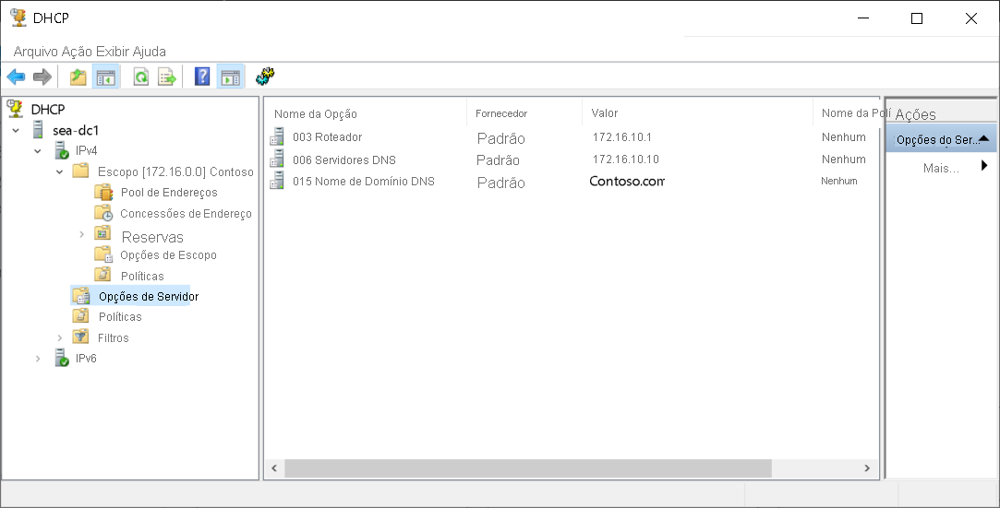 DHCP
Arquivo Ação Exibir Ajuda
DHCP
sea-dc1
IPv4
Escopo [172.16.0.0] Contoso
Pool de Endereços
Concessões de Endereço
Reservas
Opções de Escopo
Políticas
Opções de Servidor
Políticas
Filtros
IPv6
Nome da Opção Fornecedor Valor Nome da Polí
003 Roteador Padrão 172.16.10.1 Nenhum
006 Servidores DNS Padrão 172.16.10.10 Nenhum
015 Nome de Domínio DNS Padrão Contoso.com Nenhum
Ações
Opções do Ser...
Mais...